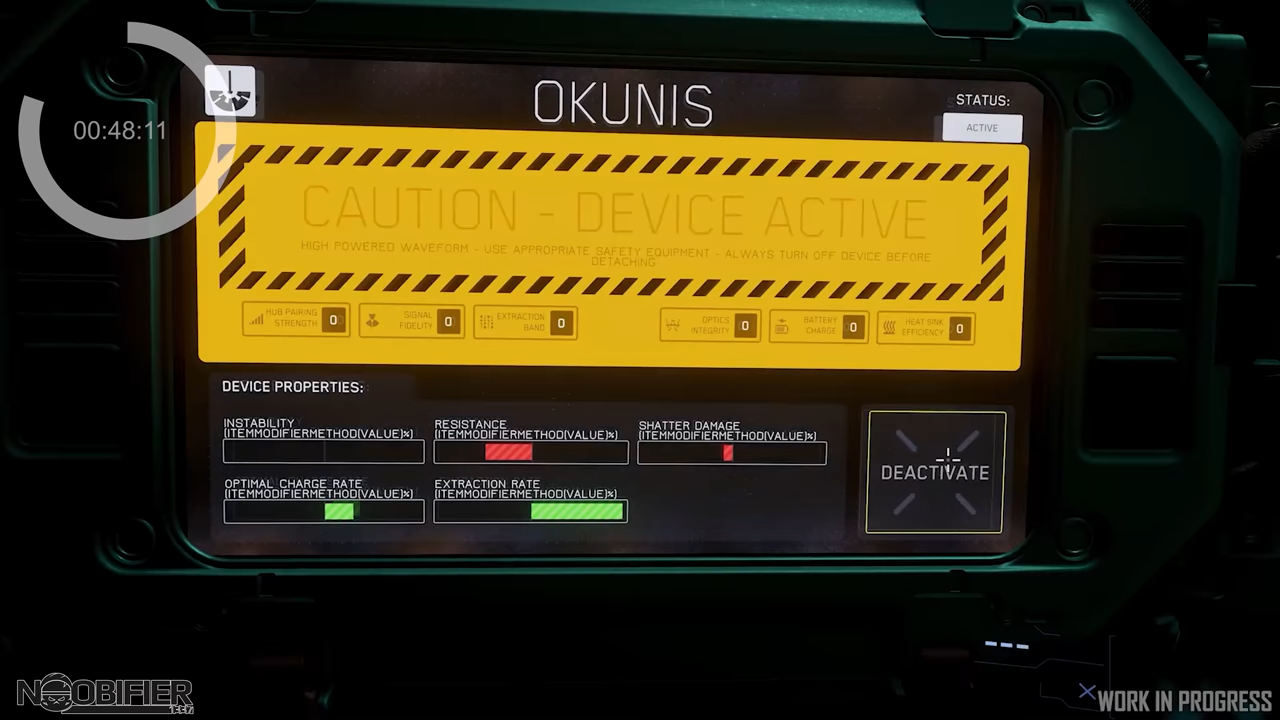 00:48:11
OKUNIS
STATUS:
ACTIVE
CAUTION - DEVICE ACTIVE
HIGH POWERED WAVEFORM - USE APPROPRIATE SAFETY EQUIPMENT - ALWAYS TURN OFF DEVICE BEFORE
DETACHING
HUB PAIRING
STRENGTH
0
SIGNAL
FIDELITY
0
EXTRACTION
BAND
0
OPTICS
INTEGRITY
0
BATTERY
CHARGE
0
HEAT SINK
EFFICIENCY
0
DEVICE PROPERTIES:
INSTABILITY
(ITEMMODIFIERMETHOD(VALUE)%)
RESISTANCE
(ITEMMODIFIERMETHOD(VALUE)%)
SHATTER DAMAGE
(ITEMMODIFIERMETHOD(VALUE)%)
OPTIMAL CHARGE RATE
(ITEMMODIFIERMETHOD(VALUE)%)
EXTRACTION RATE
(ITEMMODIFIERMETHOD(VALUE)%)
DEACTIVATE
NOOBIFIER
WORK IN PROGRESS